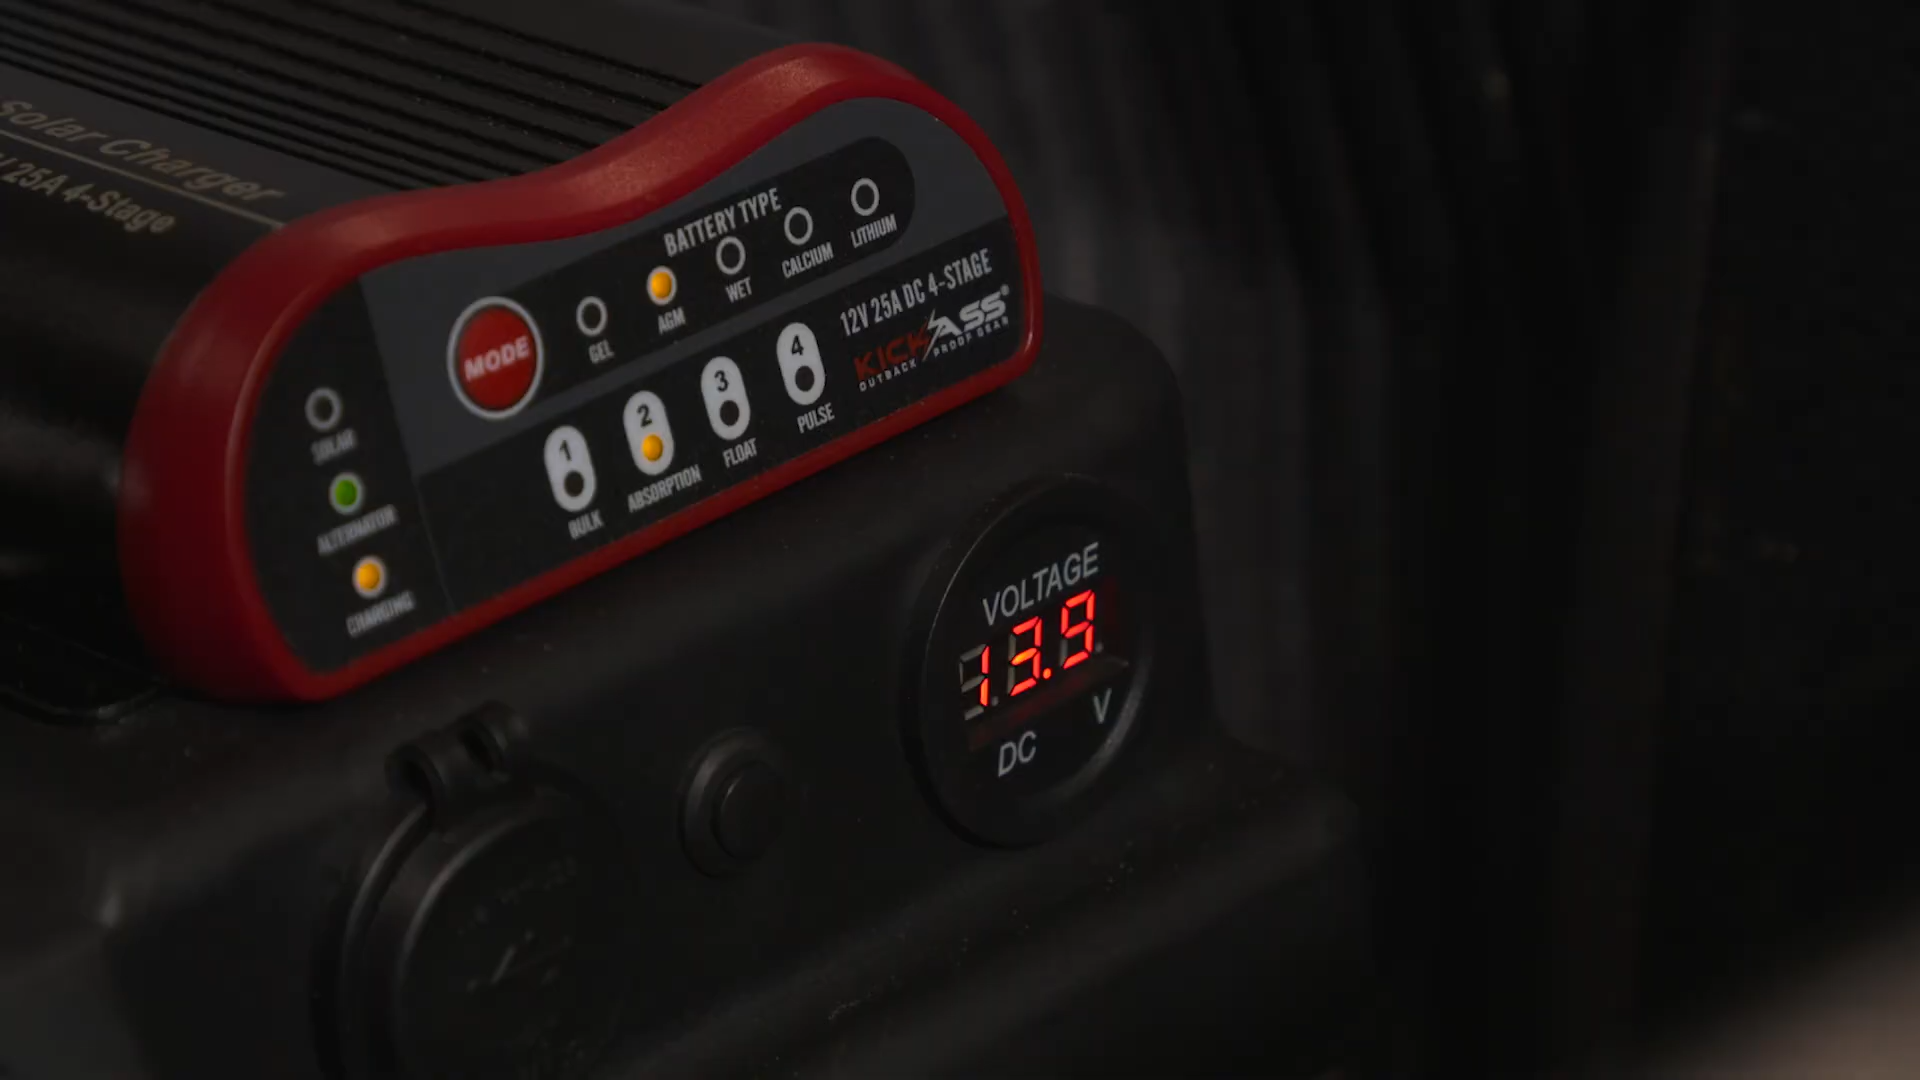 Solar Charger
25A 4-Stage
BATTERY TYPE
MODE
GEL
AGM
WET
CALCIUM
LITHIUM
12V 25A DC 4-STAGE
KICKASS®
OUTBACK PROOF GEAR
SOLAR
ALTERNATOR
CHARGING
1
BULK
2
ABSORPTION
3
FLOAT
4
PULSE
VOLTAGE
13.9
V
DC